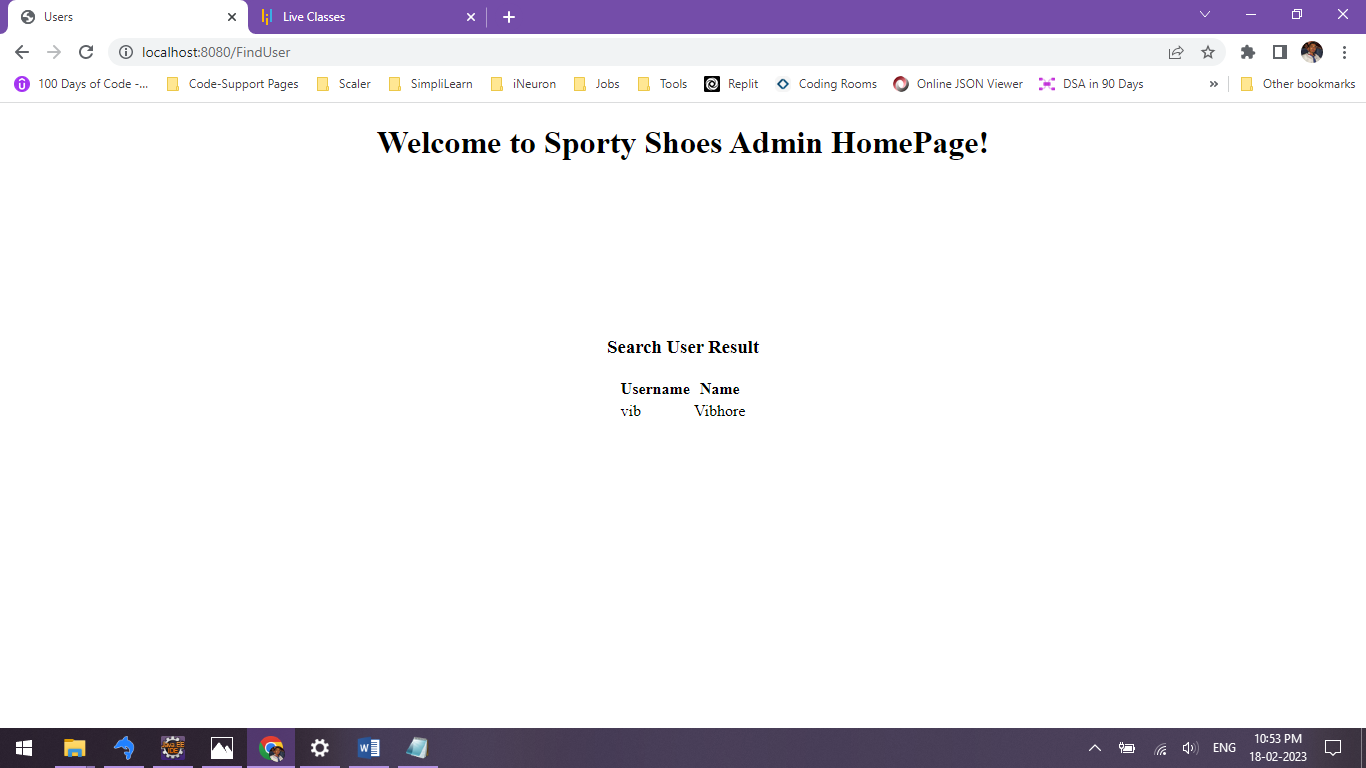 Users
Live Classes
localhost:8080/FindUser
100 Days of Code -... Code-Support Pages Scaler SimpliLearn iNeuron Jobs Tools Replit Coding Rooms Online JSON Viewer DSA in 90 Days » Other bookmarks
Welcome to Sporty Shoes Admin HomePage!
Search User Result
Username Name
vib Vibhore
ENG
10:53 PM
18-02-2023